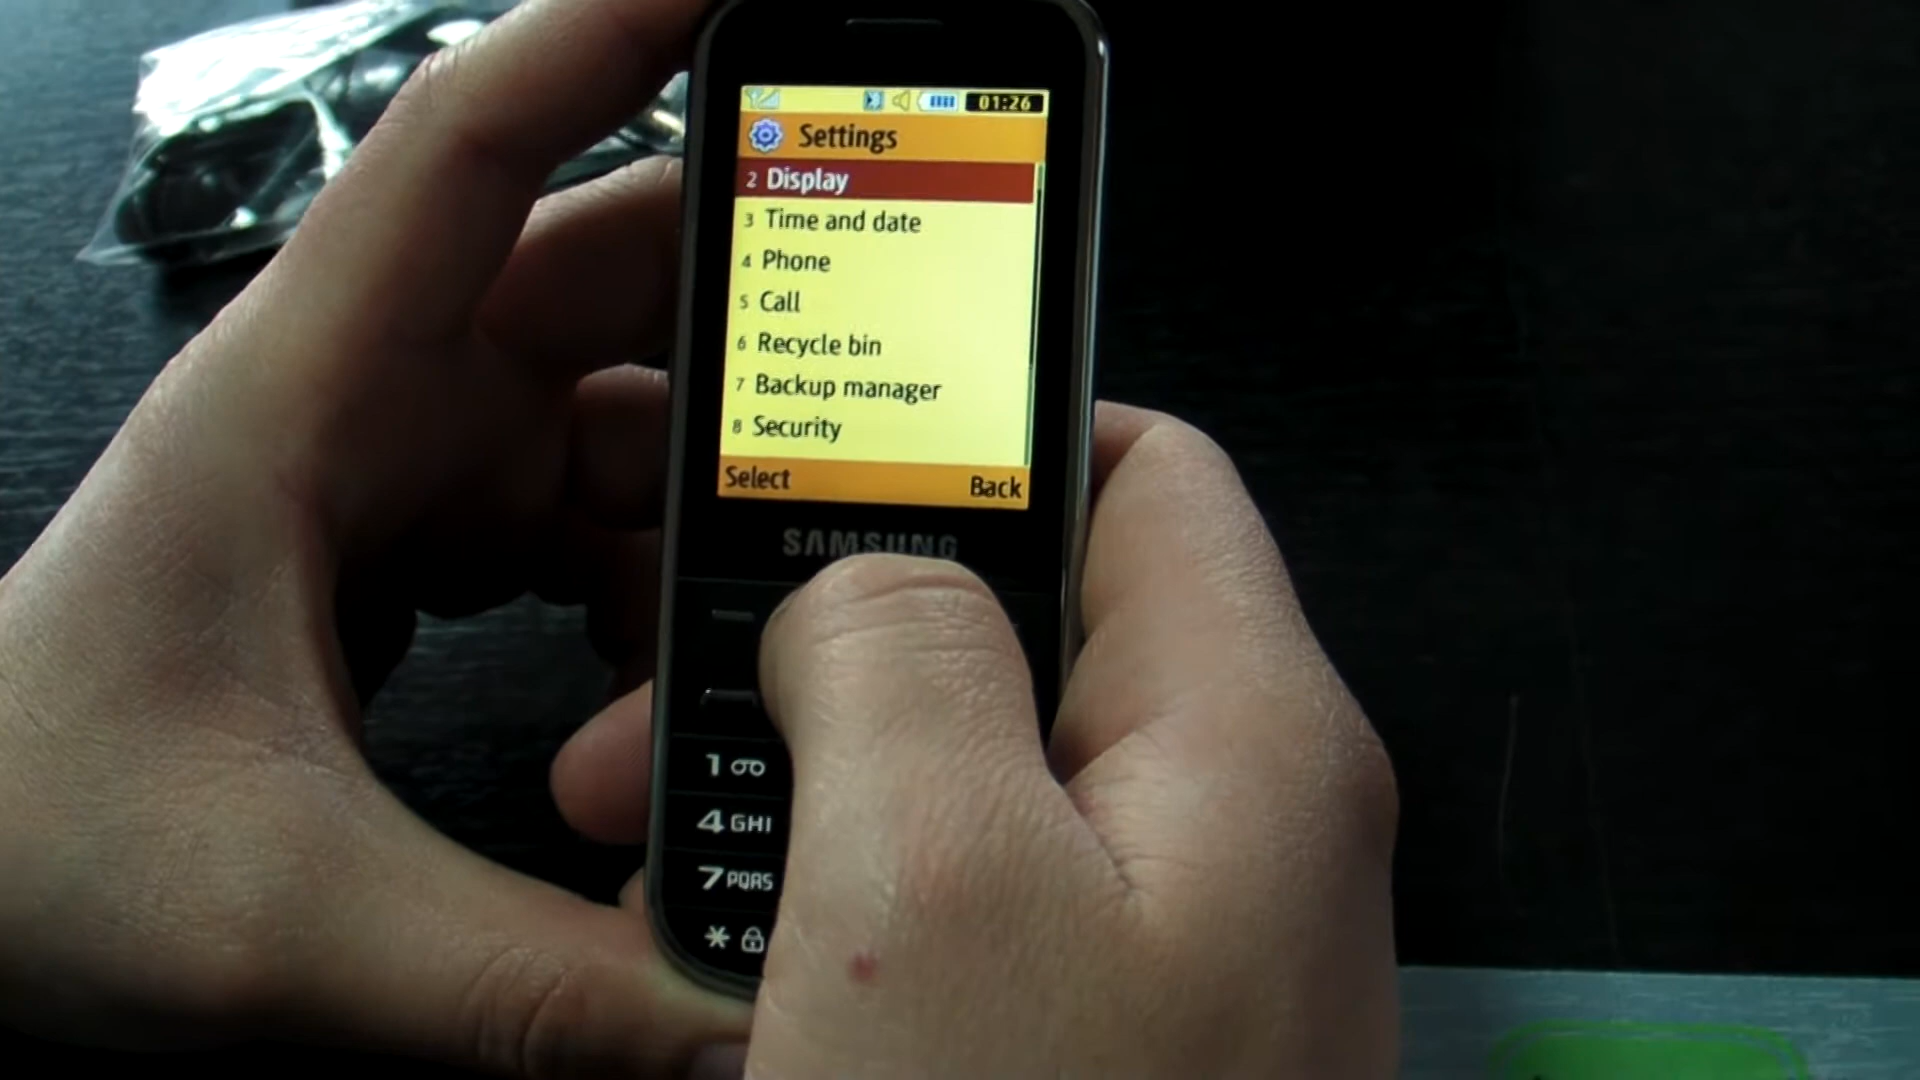 01:26
Settings
2 Display
3 Time and date
4 Phone
5 Call
6 Recycle bin
7 Backup manager
8 Security
Select Back
SAMSUNG
1
4 GHI
7 PQRS
*